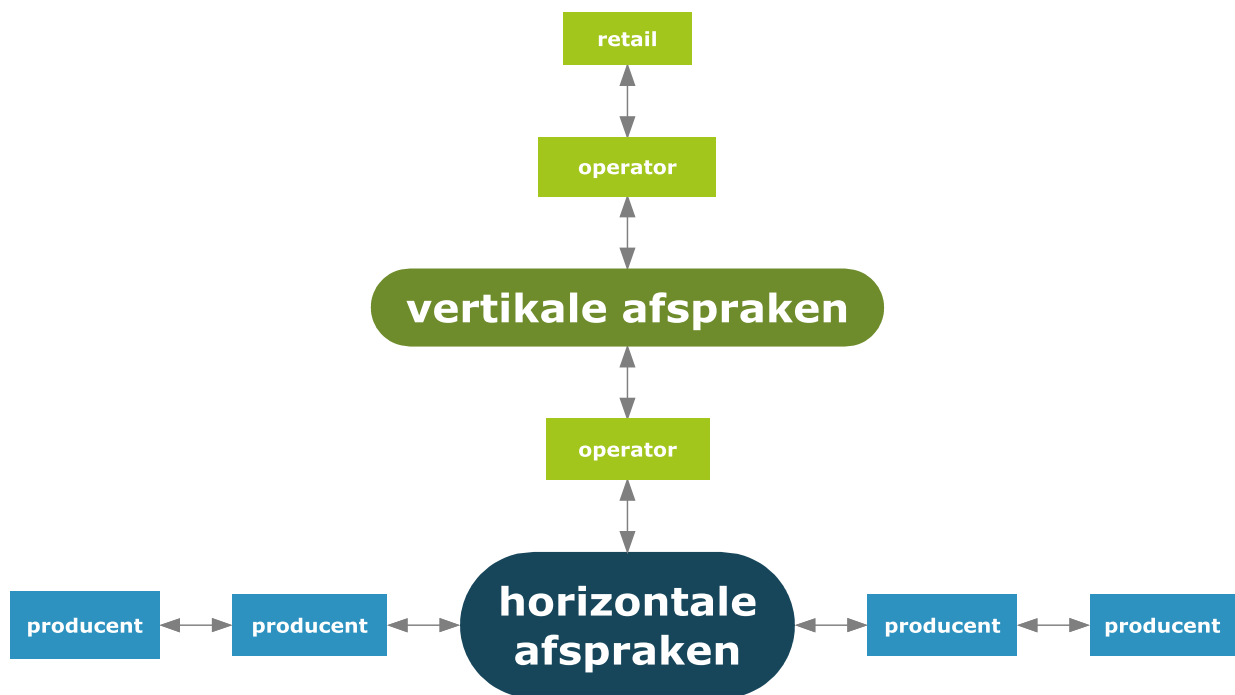 retail
operator
vertikale afspraken
operator
horizontale
afspraken
producent
producent
producent
producent